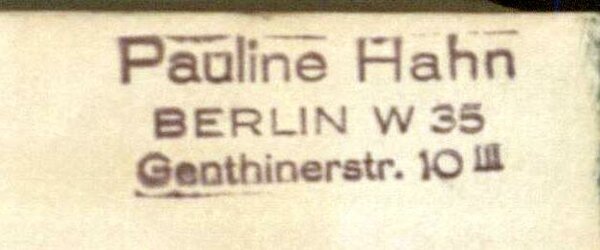 Pauline Hahn
BERLIN W 35
Genthinerstr. 10 III